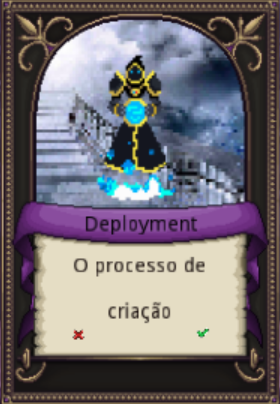 Deployment
O processo de
criação